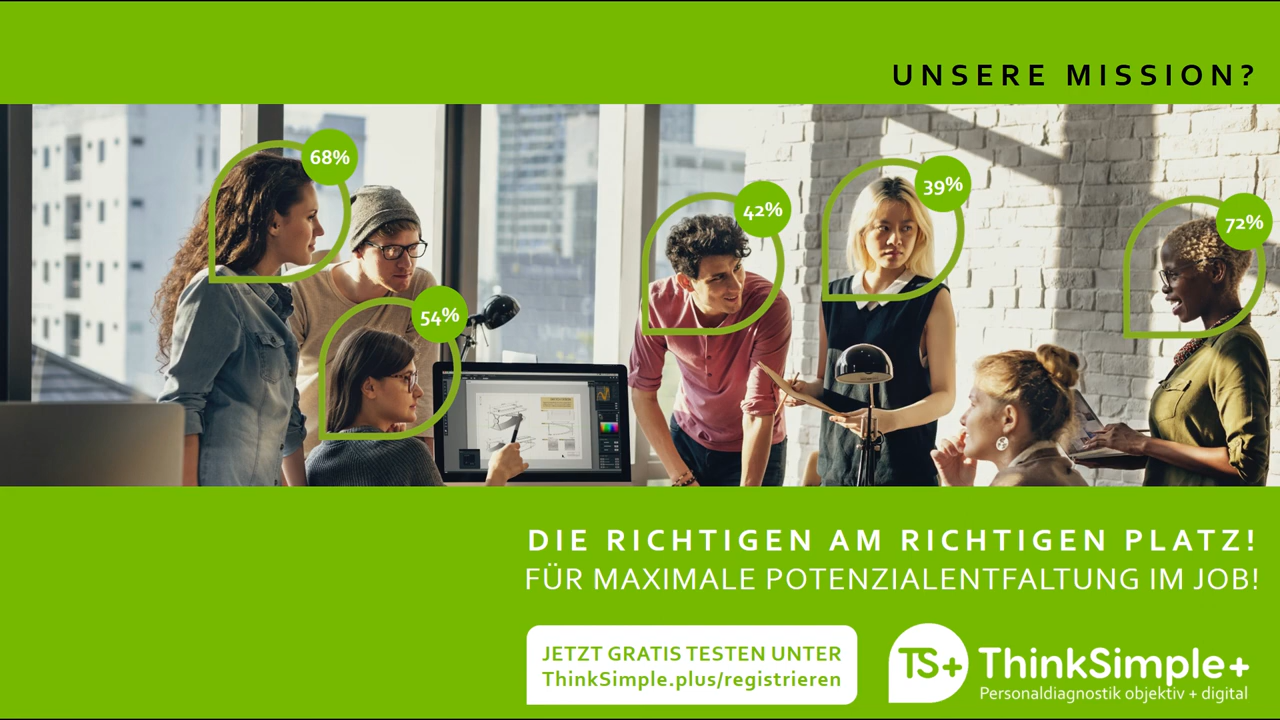 UNSERE MISSION?
68%
54%
42%
39%
72%
DIE RICHTIGEN AM RICHTIGEN PLATZ!
FÜR MAXIMALE POTENZIALENTFALTUNG IM JOB!
JETZT GRATIS TESTEN UNTER
ThinkSimple.plus/registrieren
TS+ ThinkSimple+
Personaldiagnostik objektiv + digital